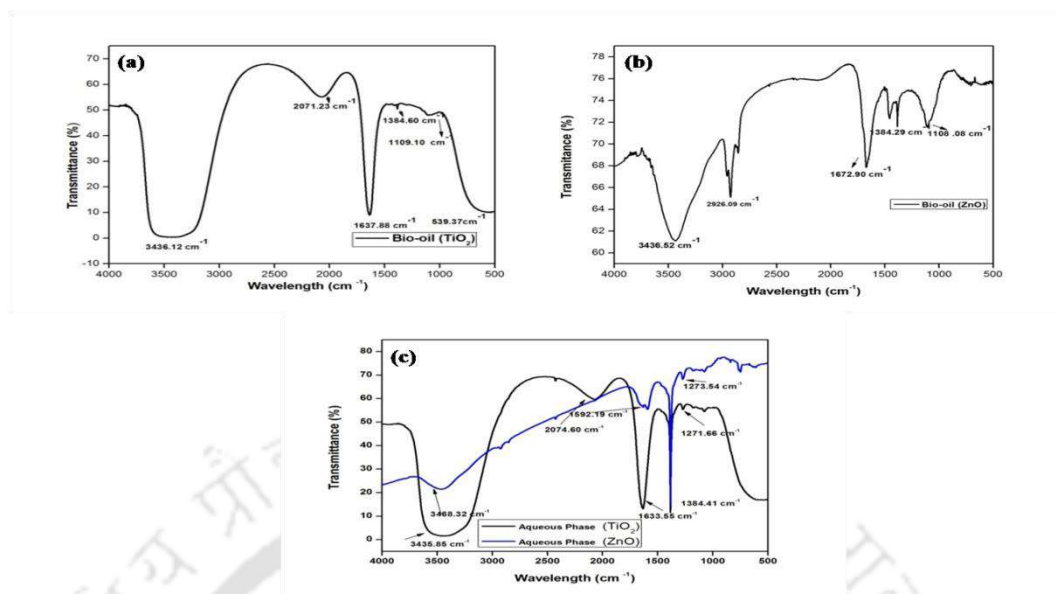 (a)
70
60
50
40
30
20
10
0
-10
Transmittance (%)
2071.23 cm⁻¹
1384.60 cm⁻¹
1109.10 cm⁻¹
1637.88 cm⁻¹
539.37cm⁻¹
3436.12 cm⁻¹
Bio-oil (TiO₂)
4000 3500 3000 2500 2000 1500 1000 500
Wavelength (cm⁻¹)
(b)
78
76
74
72
70
68
66
64
62
60
Transmitance (%)
1384.29 cm⁻¹
1108 .08 cm⁻¹
1672.90 cm⁻¹
2926.09 cm⁻¹
3436.52 cm⁻¹
Bio-oil (ZnO)
4000 3500 3000 2500 2000 1500 1000 500
Wavelength (cm⁻¹)
(c)
80
70
60
50
40
30
20
10
0
Transmittance (%)
1273.54 cm⁻¹
1592.19 cm⁻¹
2074.60 cm⁻¹
1271.66 cm⁻¹
3468.32 cm⁻¹
1384.41 cm⁻¹
1633.55 cm⁻¹
3435.85 cm⁻¹
Aqueous Phase (TiO₂)
Aqueous Phase (ZnO)
4000 3500 3000 2500 2000 1500 1000 500
Wavelength (cm⁻¹)